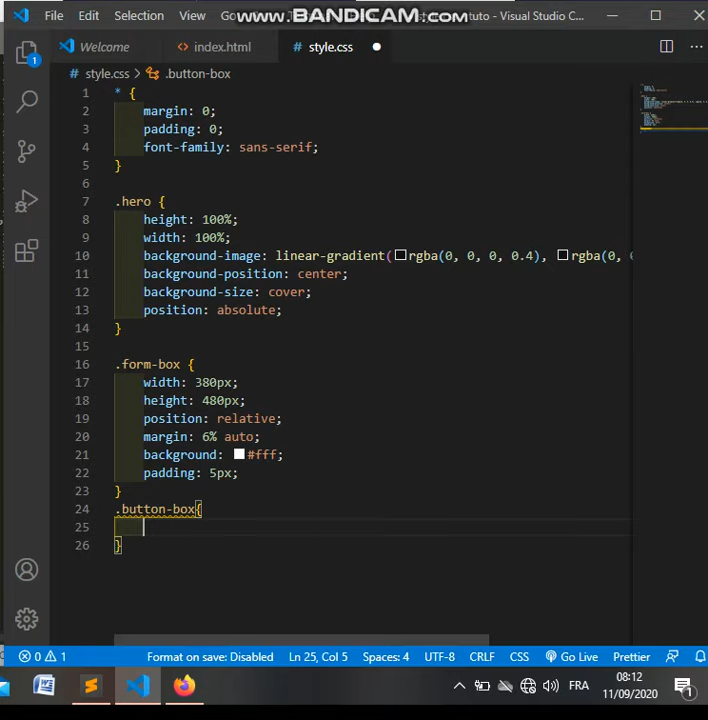 File Edit Selection View Go www.BANDICAM.com tuto - Visual Studio C...
Welcome index.html style.css
style.css > .button-box
1 * {
2 margin: 0;
3 padding: 0;
4 font-family: sans-serif;
5 }
6
7 .hero {
8 height: 100%;
9 width: 100%;
10 background-image: linear-gradient(rgba(0, 0, 0, 0.4), rgba(0, 0
11 background-position: center;
12 background-size: cover;
13 position: absolute;
14 }
15
16 .form-box {
17 width: 380px;
18 height: 480px;
19 position: relative;
20 margin: 6% auto;
21 background: #fff;
22 padding: 5px;
23 }
24 .button-box{
25
26 }
1
0 1 Format on save: Disabled Ln 25, Col 5 Spaces: 4 UTF-8 CRLF CSS Go Live Prettier
FRA 08:12
11/09/2020 1